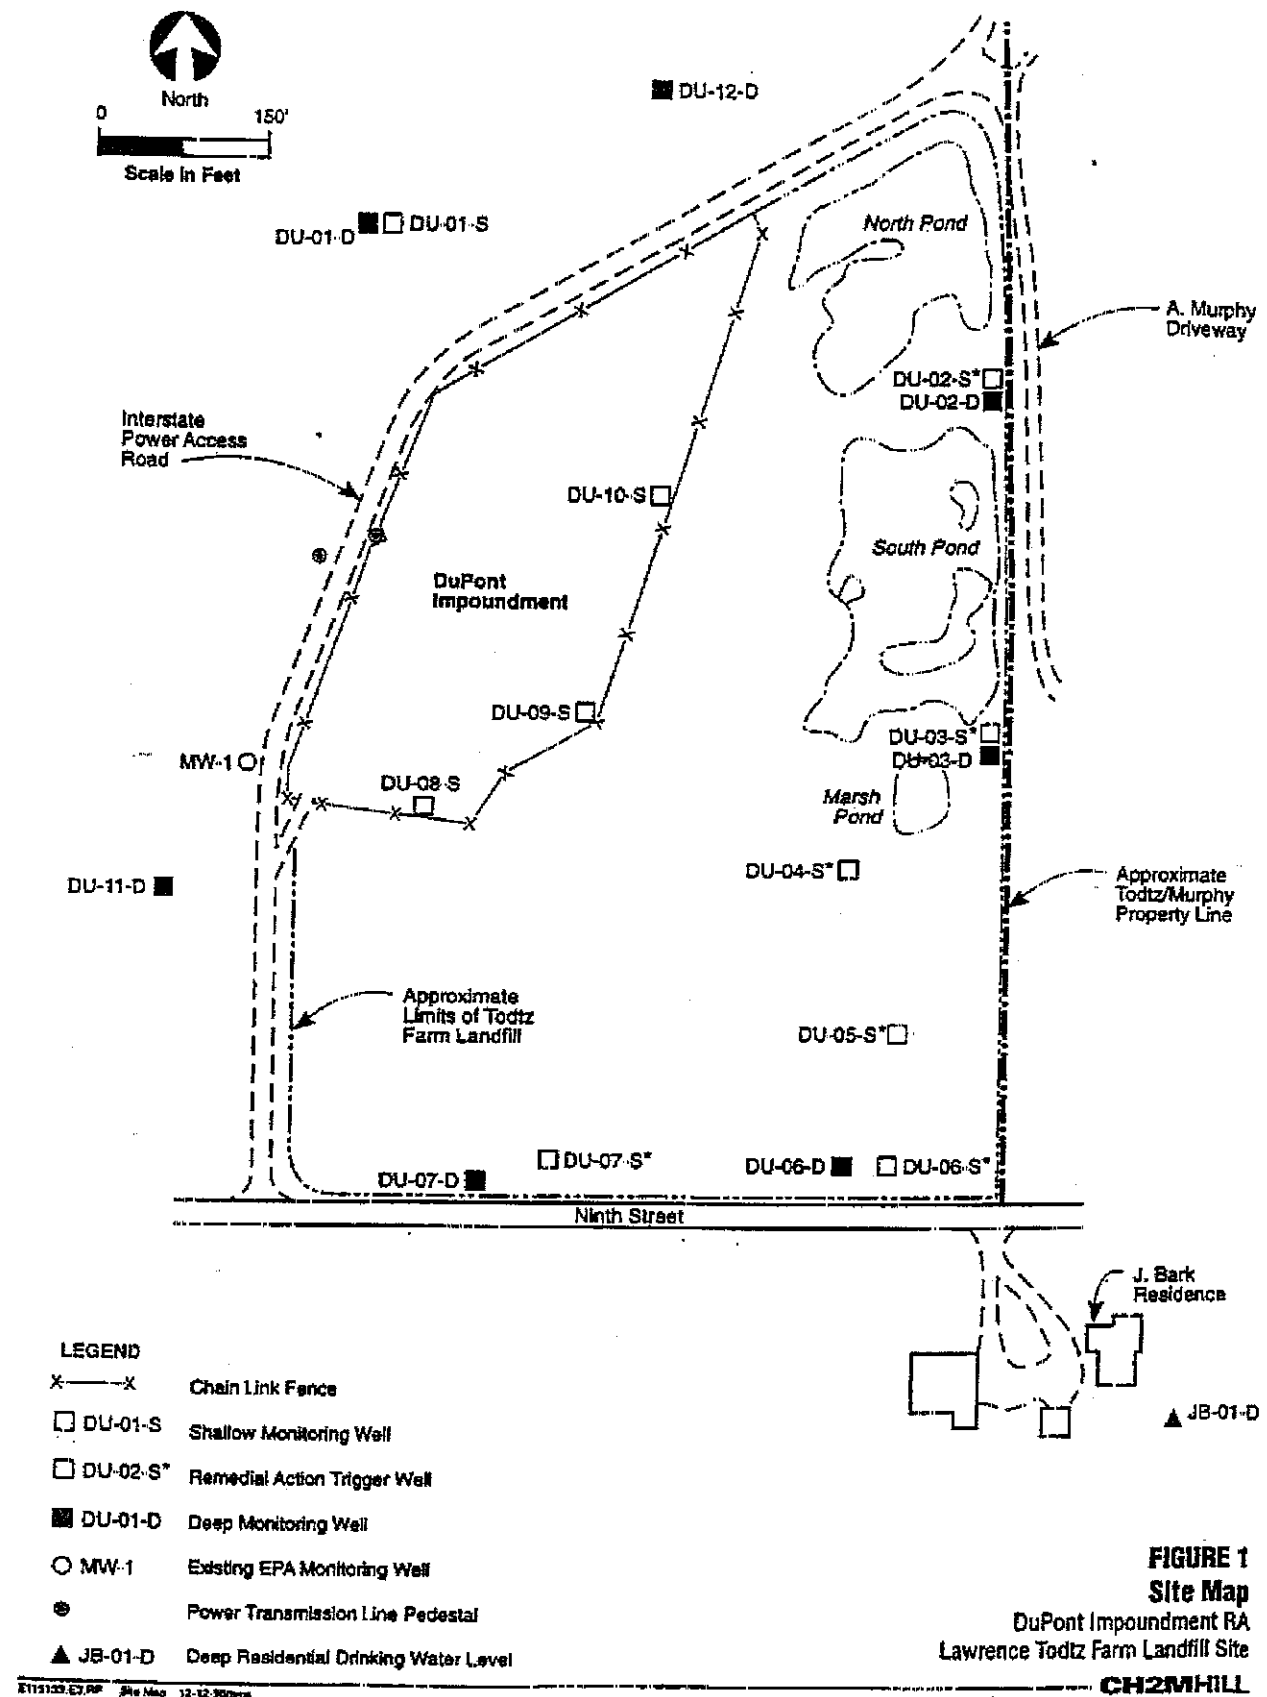 North
0 150'
Scale in Feet
DU-12-D
DU-01-D
DU-01-S
North Pond
A. Murphy
Driveway
DU-02-S*
DU-02-D
Interstate
Power Access
Road
DU-10-S
South Pond
DuPont
Impoundment
DU-09-S
DU-03-S*
DU-03-D
MW-1
DU-08-S
Marsh
Pond
DU-04-S*
DU-11-D
Approximate
Todtz/Murphy
Property Line
Approximate
Limits of Todtz
Farm Landfill
DU-05-S*
DU-07-S*
DU-07-D
DU-06-D
DU-06-S*
Ninth Street
J. Bark
Residence
JB-01-D
LEGEND
X X Chain Link Fence
DU-01-S Shallow Monitoring Well
DU-02-S* Remedial Action Trigger Well
DU-01-D Deep Monitoring Well
MW-1 Existing EPA Monitoring Well
Power Transmission Line Pedestal
JB-01-D Deep Residential Drinking Water Level
FIGURE 1
Site Map
DuPont Impoundment RA
Lawrence Todtz Farm Landfill Site
CH2MHILL
Site Map